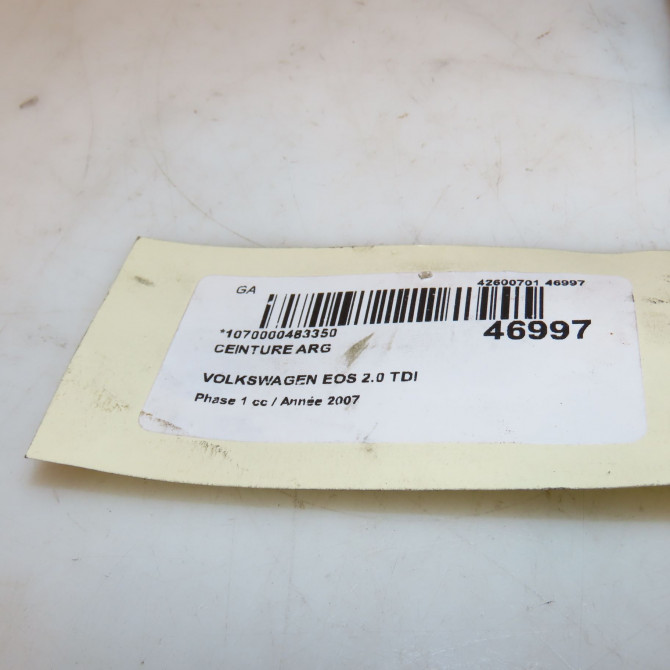 GA 42600701 46997
*1070000483350 46997
CEINTURE ARG
VOLKSWAGEN EOS 2.0 TDI
Phase 1 cc / Année 2007